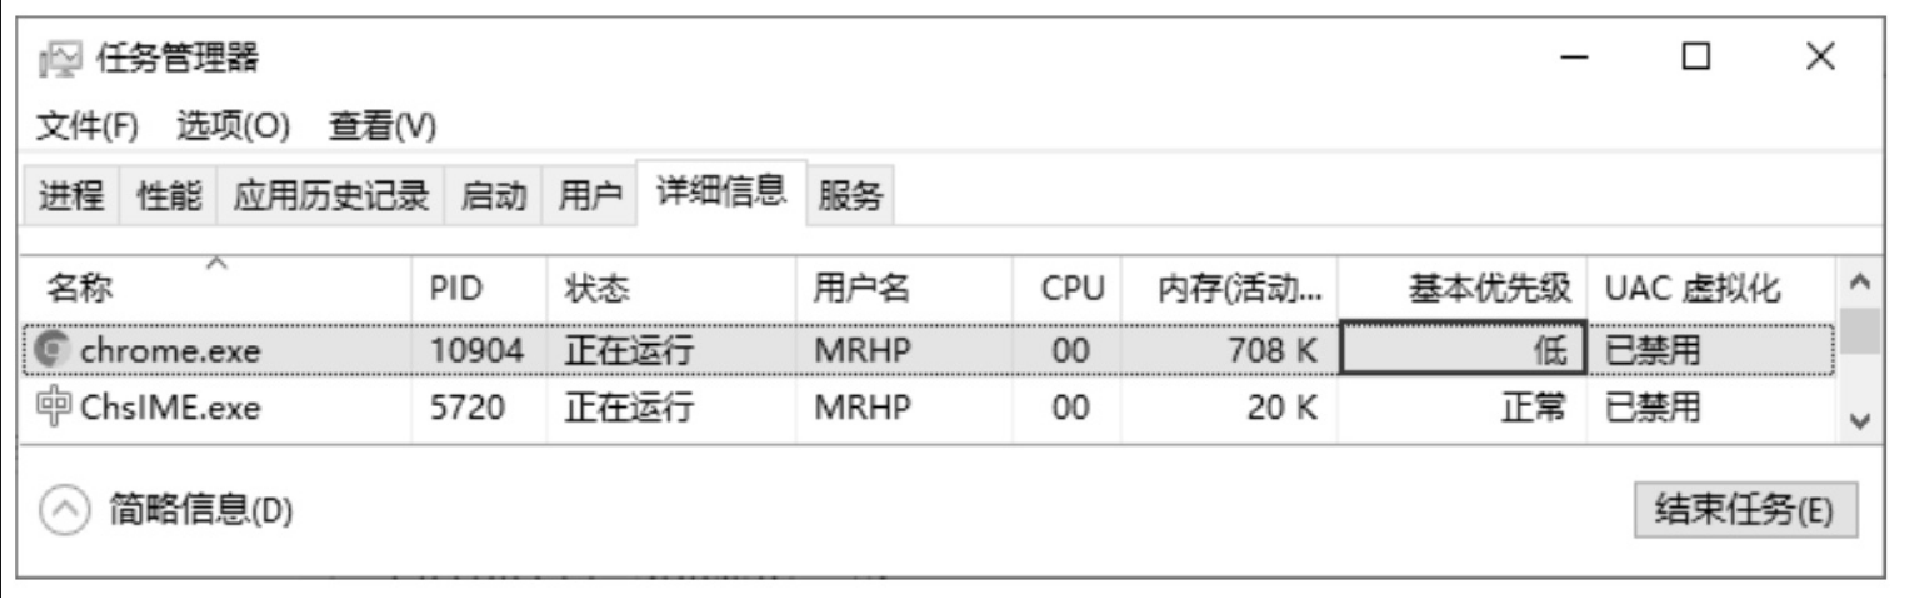 任务管理器
文件(F) 选项(O) 查看(V)
进程 性能 应用历史记录 启动 用户 详细信息 服务
名称 PID 状态 用户名 CPU 内存(活动... 基本优先级 UAC 虚拟化
chrome.exe 10904 正在运行 MRHP 00 708 K 低 已禁用
中 ChsIME.exe 5720 正在运行 MRHP 00 20 K 正常 已禁用
简略信息(D) 结束任务(E)